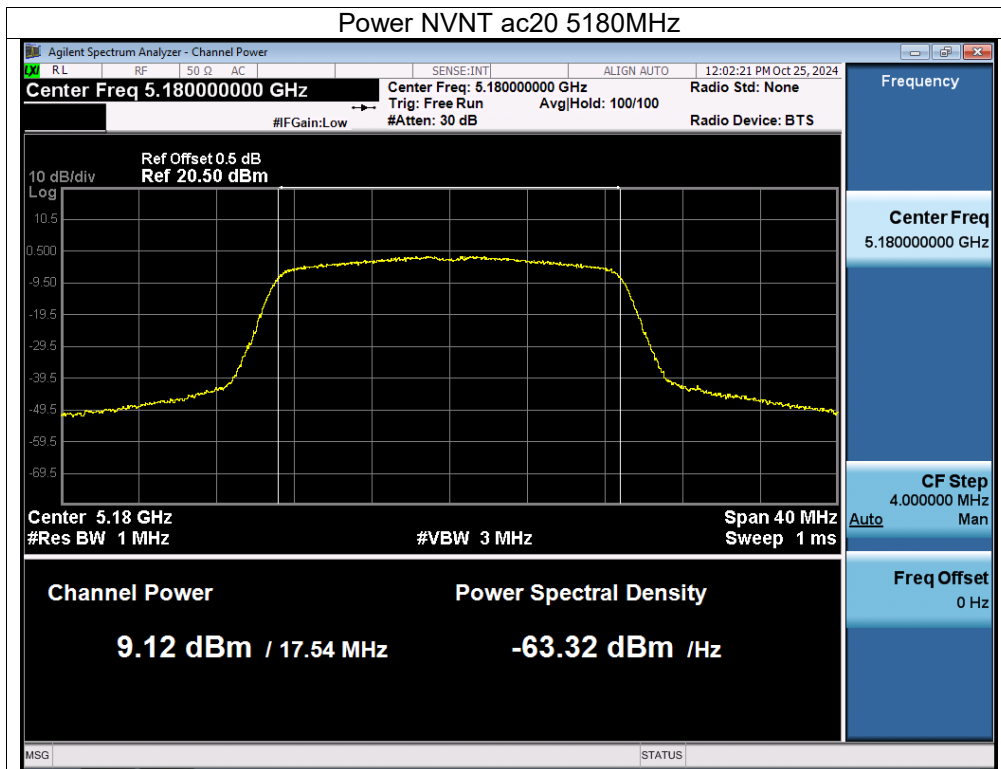 Power NVNT ac20 5180MHz
Agilent Spectrum Analyzer - Channel Power
LXI RL RF 50 Ω AC SENSE:INT ALIGN AUTO 12:02:21 PM Oct 25, 2024
Center Freq 5.180000000 GHz
Center Freq: 5.180000000 GHz
Radio Std: None
Trig: Free Run Avg|Hold: 100/100
#IFGain:Low
#Atten: 30 dB
Radio Device: BTS
Ref Offset 0.5 dB
10 dB/div Ref 20.50 dBm
Log
10.5
0.500
-9.50
-19.5
-29.5
-39.5
-49.5
-59.5
-69.5
Center 5.18 GHz Span 40 MHz
#Res BW 1 MHz #VBW 3 MHz Sweep 1 ms
Channel Power Power Spectral Density
9.12 dBm / 17.54 MHz -63.32 dBm /Hz
MSG STATUS
Frequency
Center Freq
5.180000000 GHz
CF Step
4.000000 MHz
Auto Man
Freq Offset
0 Hz